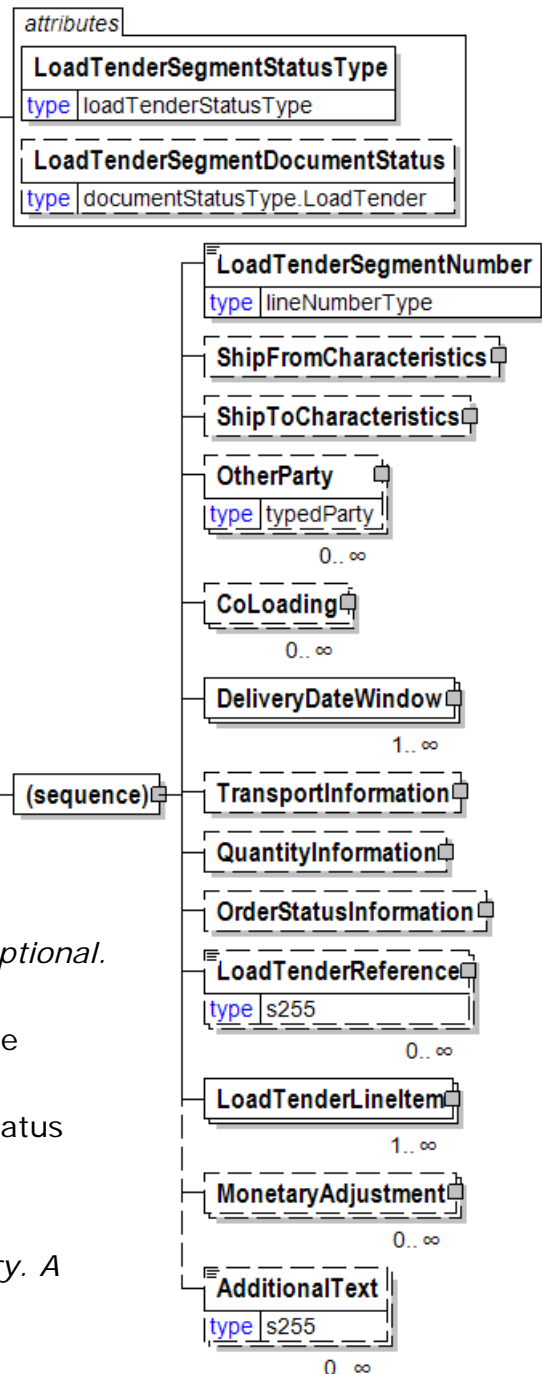 attributes
LoadTenderSegmentStatusType
type loadTenderStatusType
LoadTenderSegmentDocumentStatus
type documentStatusType.LoadTender
LoadTenderSegmentNumber
type lineNumberType
ShipFromCharacteristics
ShipToCharacteristics
OtherParty
type typedParty
0.. ∞
CoLoading
0.. ∞
DeliveryDateWindow
1.. ∞
(sequence)
TransportInformation
QuantityInformation
OrderStatusInformation
ptional.
LoadTenderReference
type s255
e
0.. ∞
LoadTenderLineItem
atus
1.. ∞
MonetaryAdjustment
0.. ∞
ry. A
AdditionalText
type s255
0.. ∞